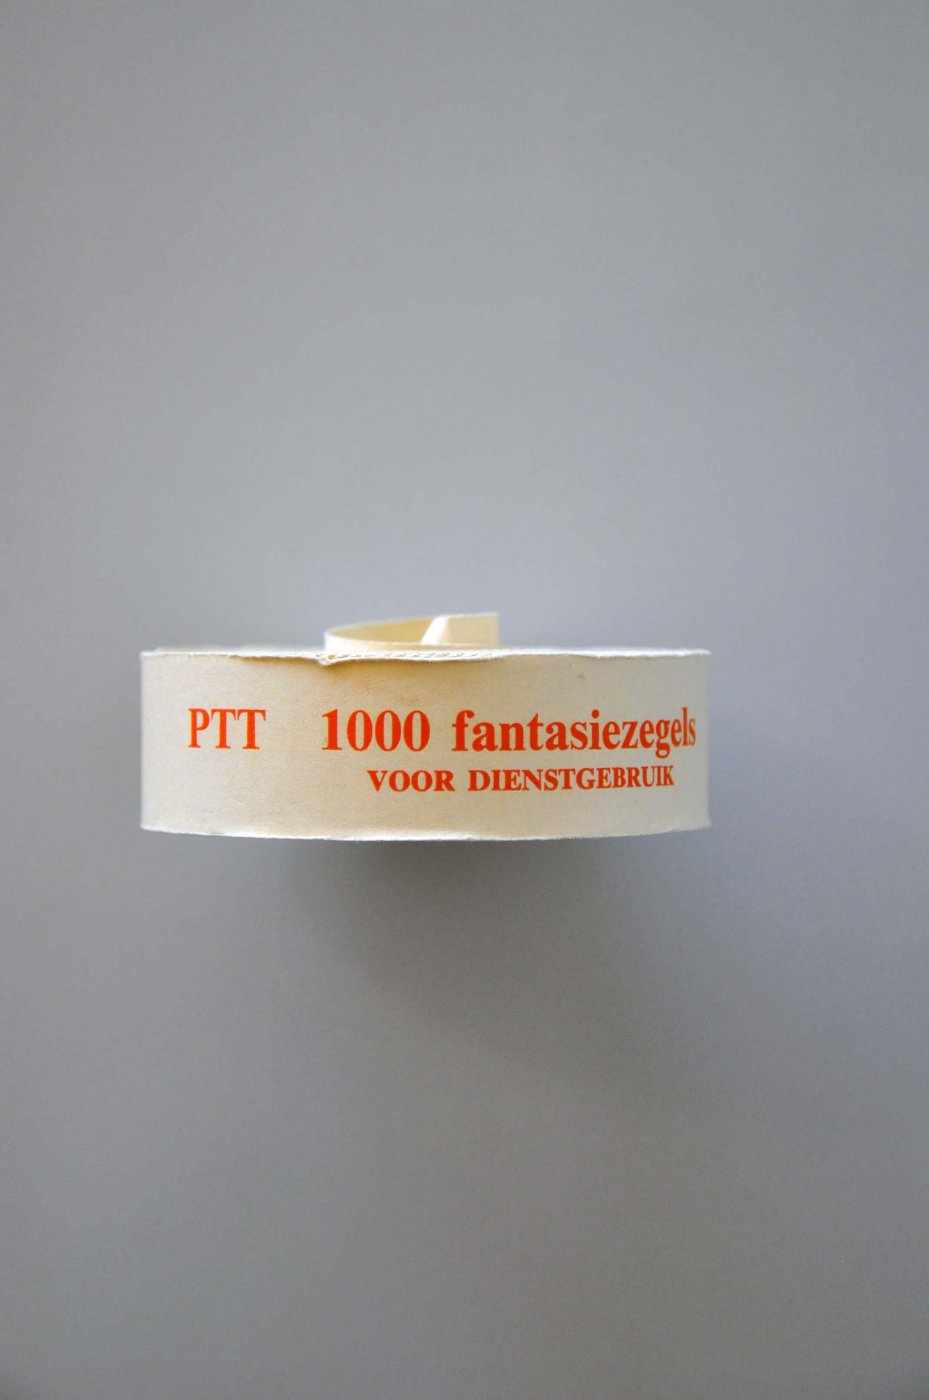 PTT 1000 fantasiezegels
VOOR DIENSTGEBRUIK